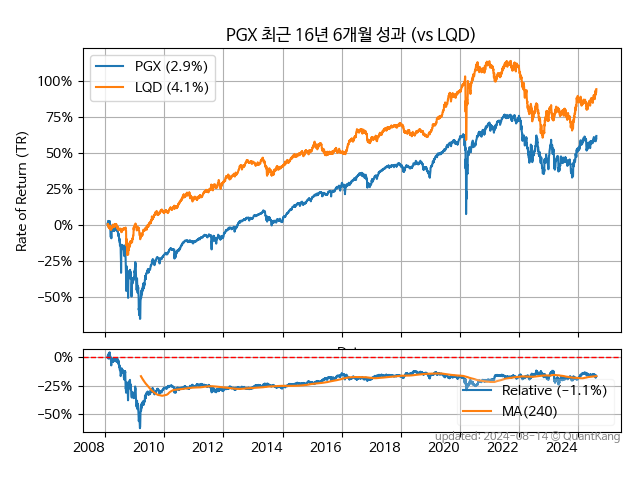 PGX 최근 16년 6개월 성과 (vs LQD)
PGX (2.9%)
LQD (4.1%)
Rate of Return (TR)
100%
75%
50%
25%
0%
−25%
−50%
0%
−25%
−50%
Relative (−1.1%)
MA(240)
2008
2010
2012
2014
2016
2018
2020
2022
2024
updated: 2024-08-14 © QuantKang